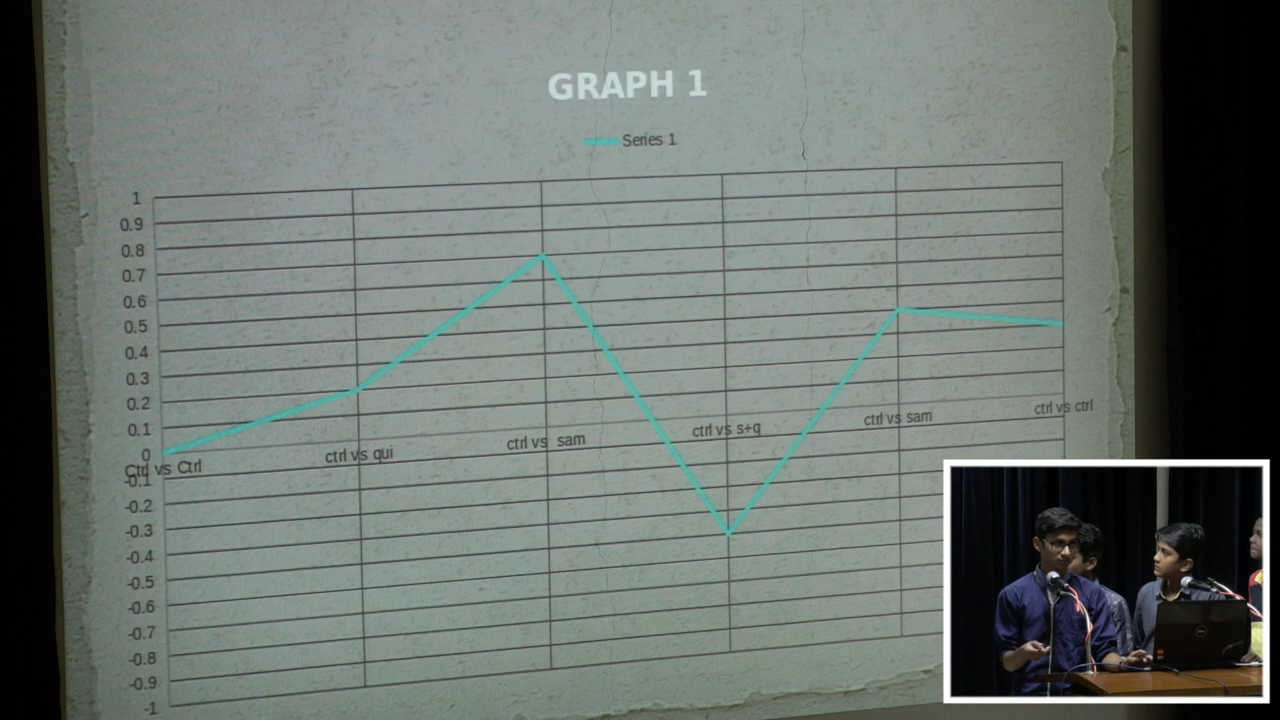 GRAPH 1
Series 1
1
0.9
0.8
0.7
0.6
0.5
0.4
0.3
0.2
0.1
0
-0.1
-0.2
-0.3
-0.4
-0.5
-0.6
-0.7
-0.8
-0.9
-1
Ctrl vs Ctrl
ctrl vs qui
ctrl vs sam
ctrl vs s+q
ctrl vs sam
ctrl vs ctrl